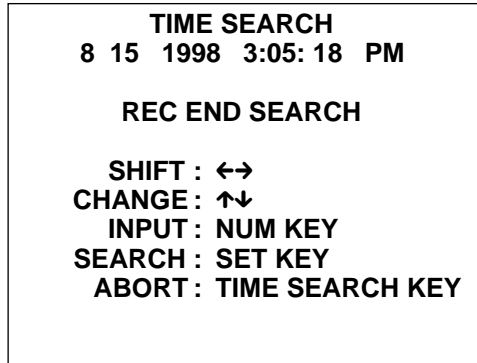 TIME SEARCH
8 15 1998 3:05: 18 PM
REC END SEARCH
SHIFT : ←→
CHANGE : ↑↓
INPUT : NUM KEY
SEARCH : SET KEY
ABORT : TIME SEARCH KEY